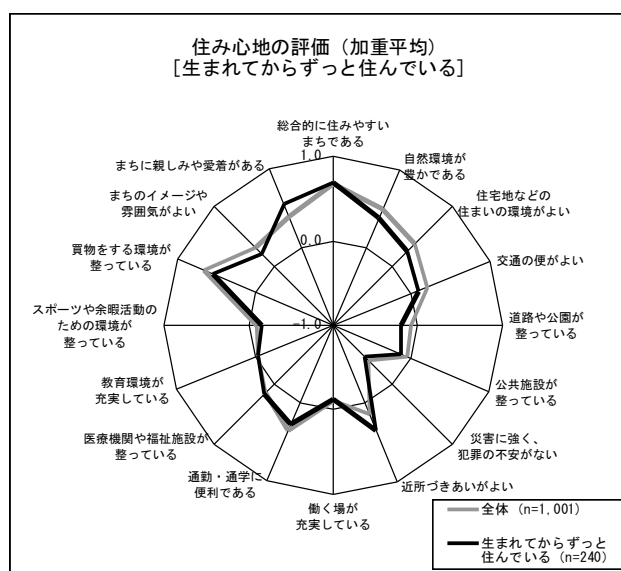 住み心地の評価（加重平均）
[生まれてからずっと住んでいる]
総合的に住みやすい
まちである
自然環境が
豊かである
住宅地などの
住まいの環境がよい
交通の便がよい
道路や公園が
整っている
公共施設が
整っている
災害に強く、
犯罪の不安がない
近所づきあいがよい
働く場が
充実している
通勤・通学に
便利である
医療機関や福祉施設が
整っている
教育環境が
充実している
スポーツや余暇活動の
ための環境が
整っている
買物をする環境が
整っている
まちのイメージや
雰囲気がよい
まちに親しみや愛着がある
1.0
0.0
-1.0
全体（n=1,001）
生まれてからずっと
住んでいる（n=240）